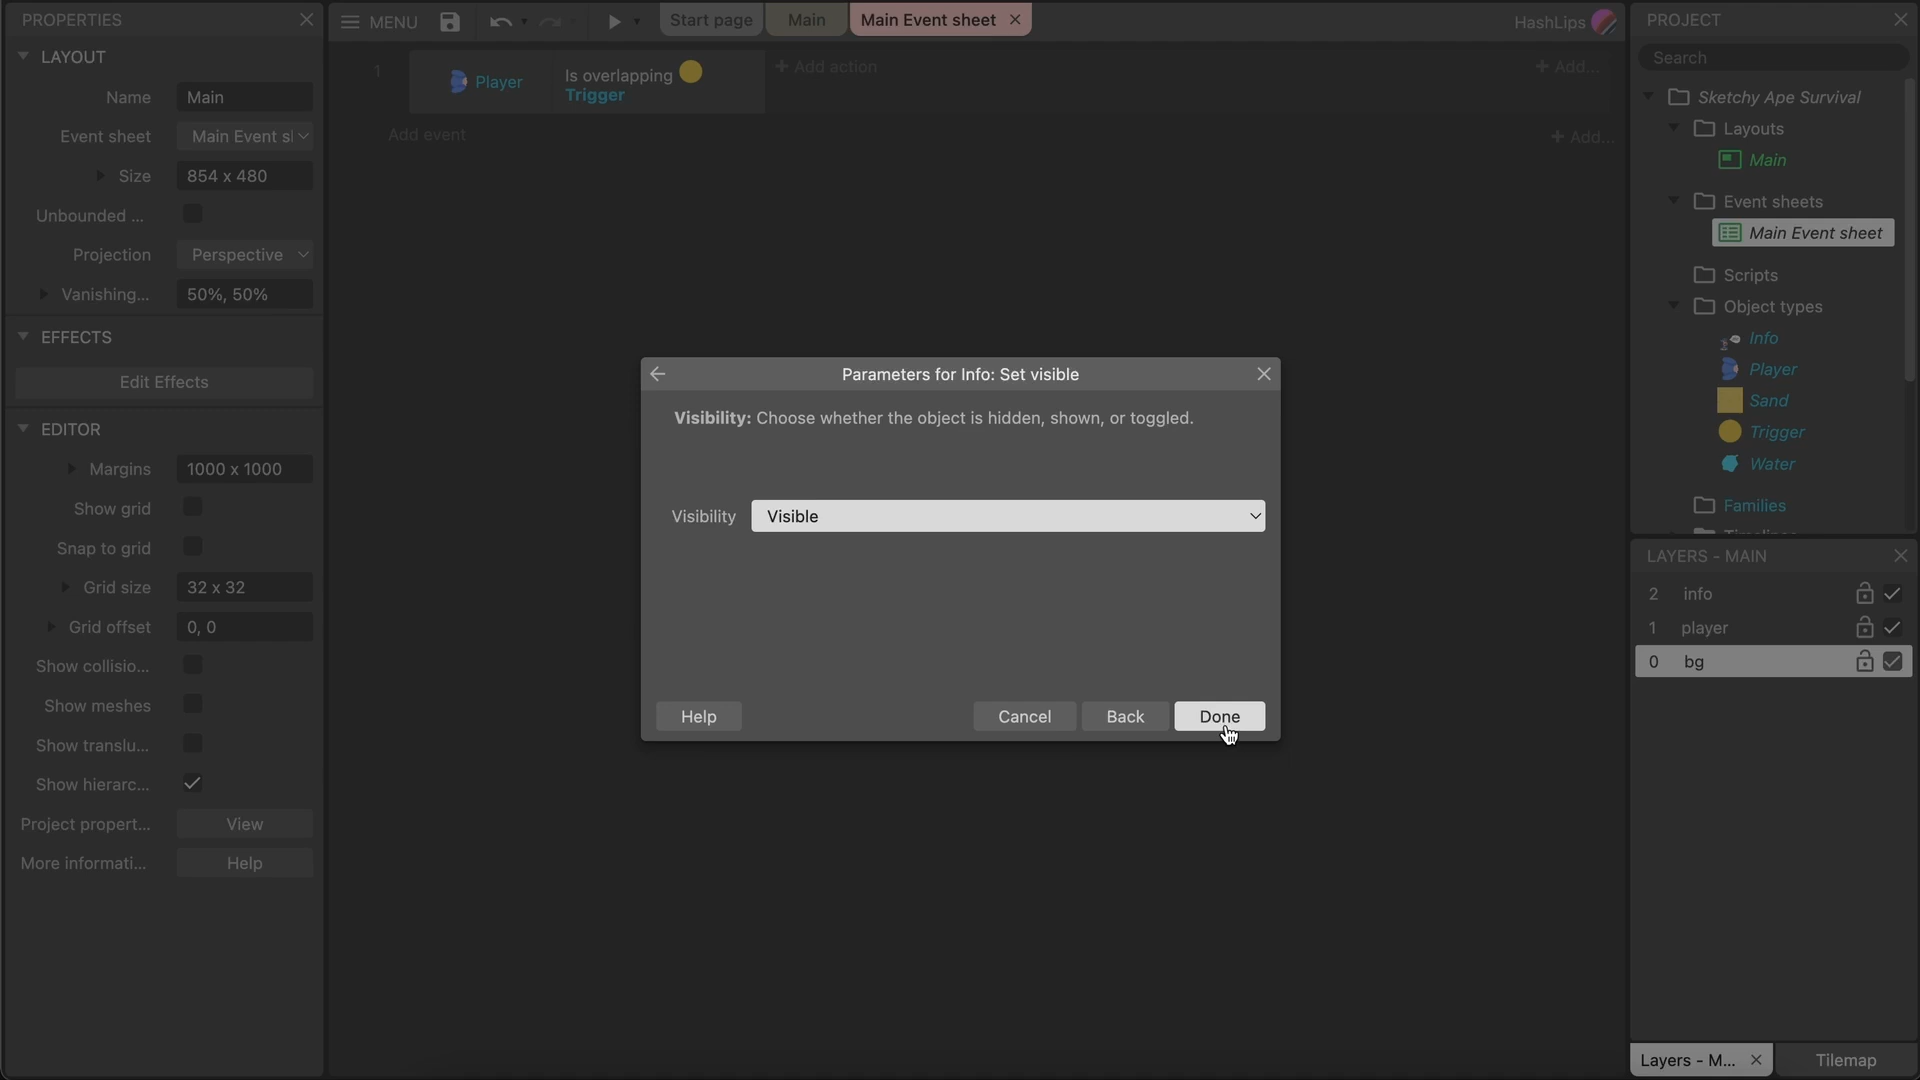 PROPERTIES
LAYOUT
Name Main
Event sheet Main Event sl
Size 854 x 480
Unbounded ...
Projection Perspective
Vanishing... 50%, 50%
EFFECTS
Edit Effects
EDITOR
Margins 1000 x 1000
Show grid
Snap to grid
Grid size 32 x 32
Grid offset 0, 0
Show collisio...
Show meshes
Show translu...
Show hierarc...
Project propert... View
More informati... Help
MENU
Start page
Main
Main Event sheet
HashLips
1
Player
Is overlapping
Trigger
+ Add action
+ Add...
Add event
+ Add...
Parameters for Info: Set visible
Visibility: Choose whether the object is hidden, shown, or toggled.
Visibility Visible
Help
Cancel
Back
Done
PROJECT
Search
Sketchy Ape Survival
Layouts
Main
Event sheets
Main Event sheet
Scripts
Object types
Info
Player
Sand
Trigger
Water
Families
Timelines
LAYERS - MAIN
2 info
1 player
0 bg
Layers - M...
Tilemap